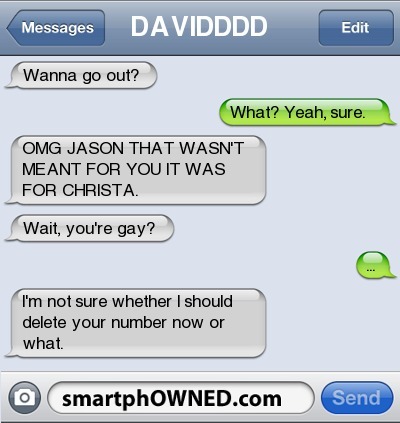 Messages
DAVIDDDD
Edit
Wanna go out?
What? Yeah, sure.
OMG JASON THAT WASN'T
MEANT FOR YOU IT WAS
FOR CHRISTA.
Wait, you're gay?
...
I'm not sure whether I should
delete your number now or
what.
smartphOWNED.com
Send